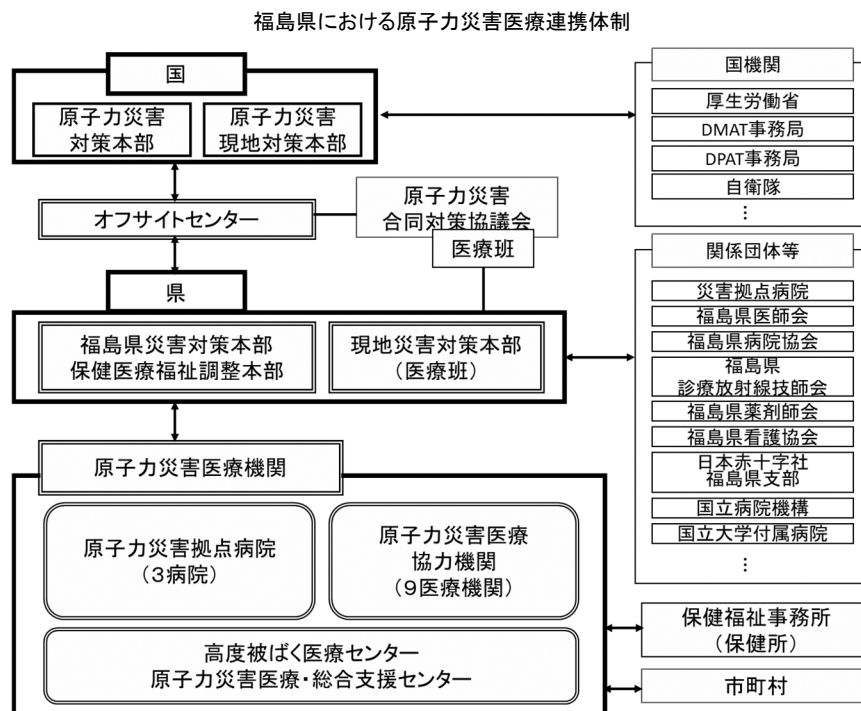 福島県における原子力災害医療連携体制
国
原子力災害
対策本部
原子力災害
現地対策本部
国機関
厚生労働省
DMAT事務局
DPAT事務局
自衛隊
⋮
オフサイトセンター
原子力災害
合同対策協議会
医療班
県
福島県災害対策本部
保健医療福祉調整本部
現地災害対策本部
(医療班)
関係団体等
災害拠点病院
福島県医師会
福島県病院協会
福島県
診療放射線技師会
福島県薬剤師会
福島県看護協会
日本赤十字社
福島県支部
国立病院機構
国立大学付属病院
⋮
原子力災害医療機関
原子力災害拠点病院
(3病院)
原子力災害医療
協力機関
(9医療機関)
高度被ばく医療センター
原子力災害医療・総合支援センター
保健福祉事務所
(保健所)
市町村